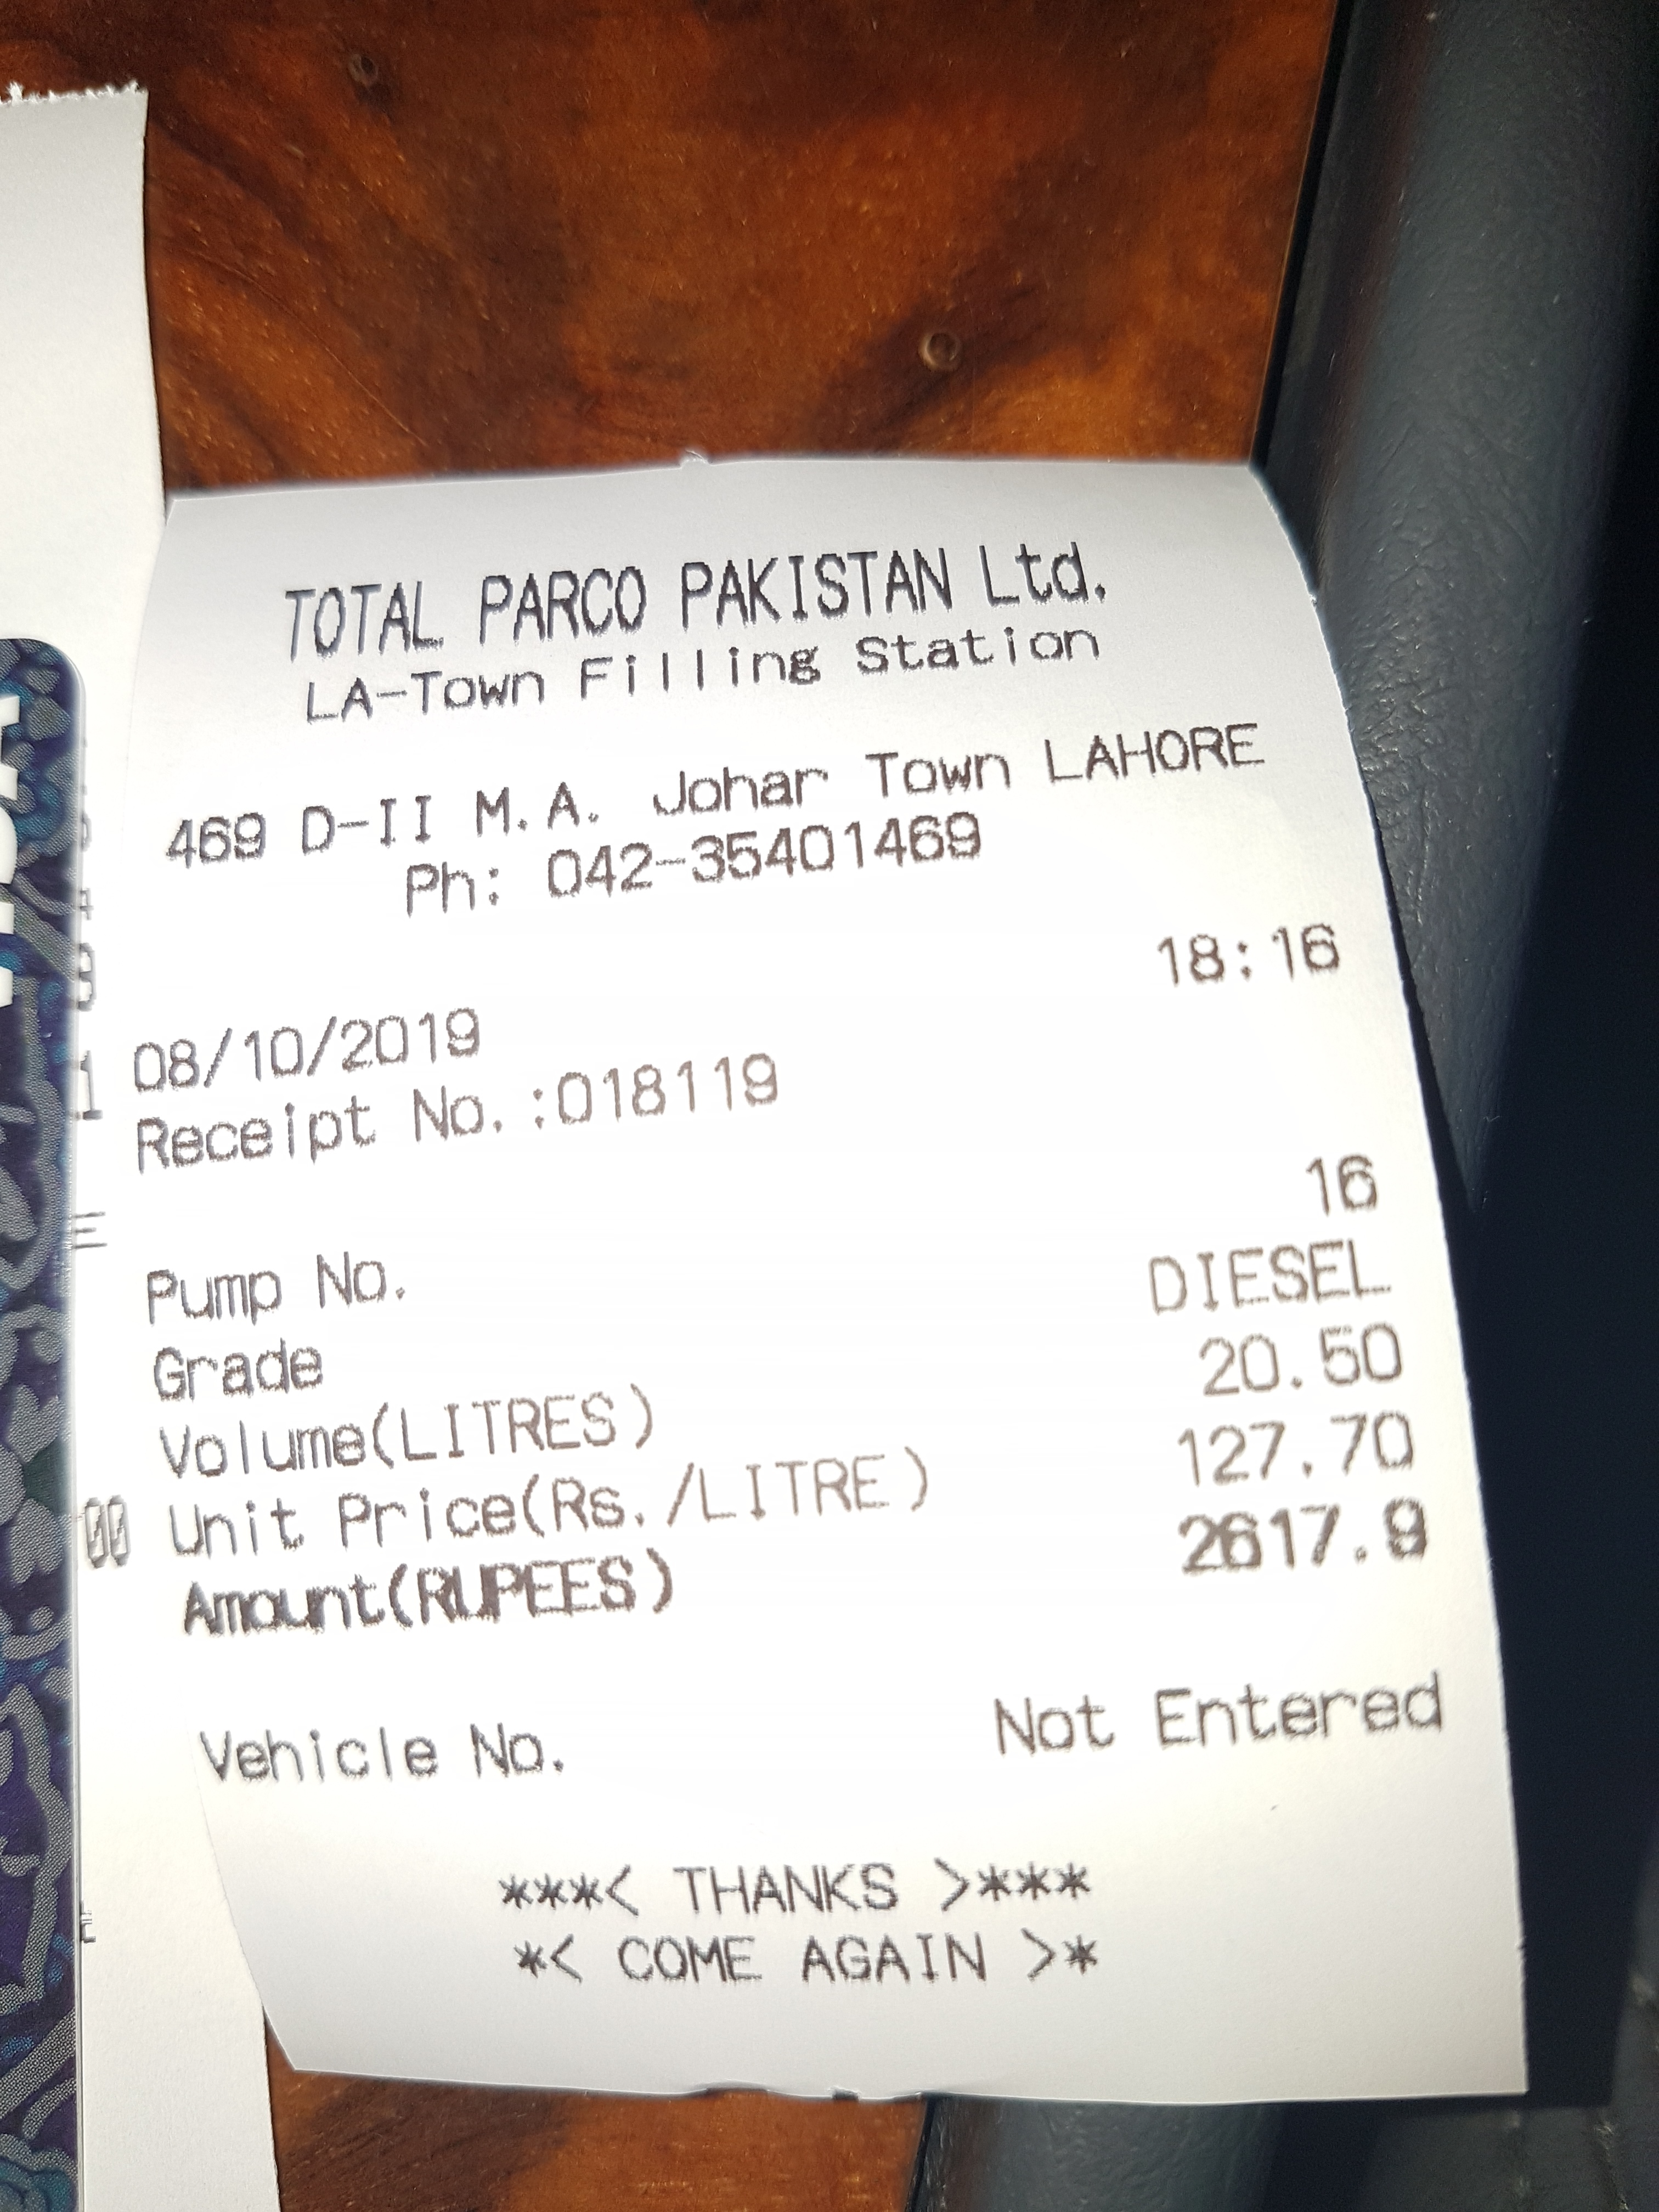 TOTAL PARCO PAKISTAN Ltd.
LA-Town Filling Station
469 D-II M.A. Johar Town LAHORE
Ph: 042-35401469
18:16
08/10/2019
Receipt No.:018119
16
Pump No.
DIESEL
Grade
20.50
Volume(LITRES)
127.70
00 Unit Price(Rs./LITRE)
2617.9
Amount(RUPEES)
Not Entered
Vehicle No.
***< THANKS >***
*< COME AGAIN >*